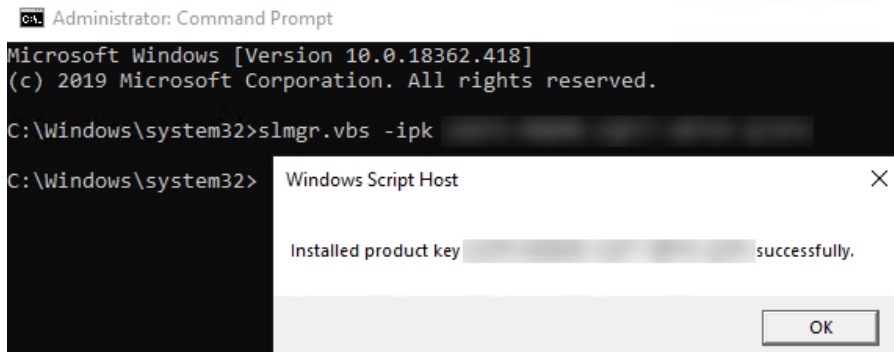 Administrator: Command Prompt
Microsoft Windows [Version 10.0.18362.418]
(c) 2019 Microsoft Corporation. All rights reserved.
C:\Windows\system32>slmgr.vbs -ipk
C:\Windows\system32>
Windows Script Host
Installed product key successfully.
OK